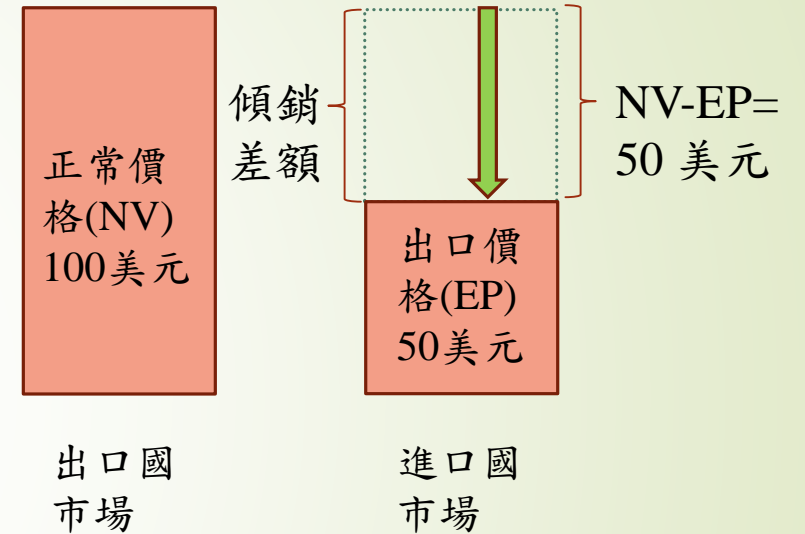 正常價
格(NV)
100美元
傾銷
差額
NV-EP=
50 美元
出口價
格(EP)
50美元
出口國
市場
進口國
市場